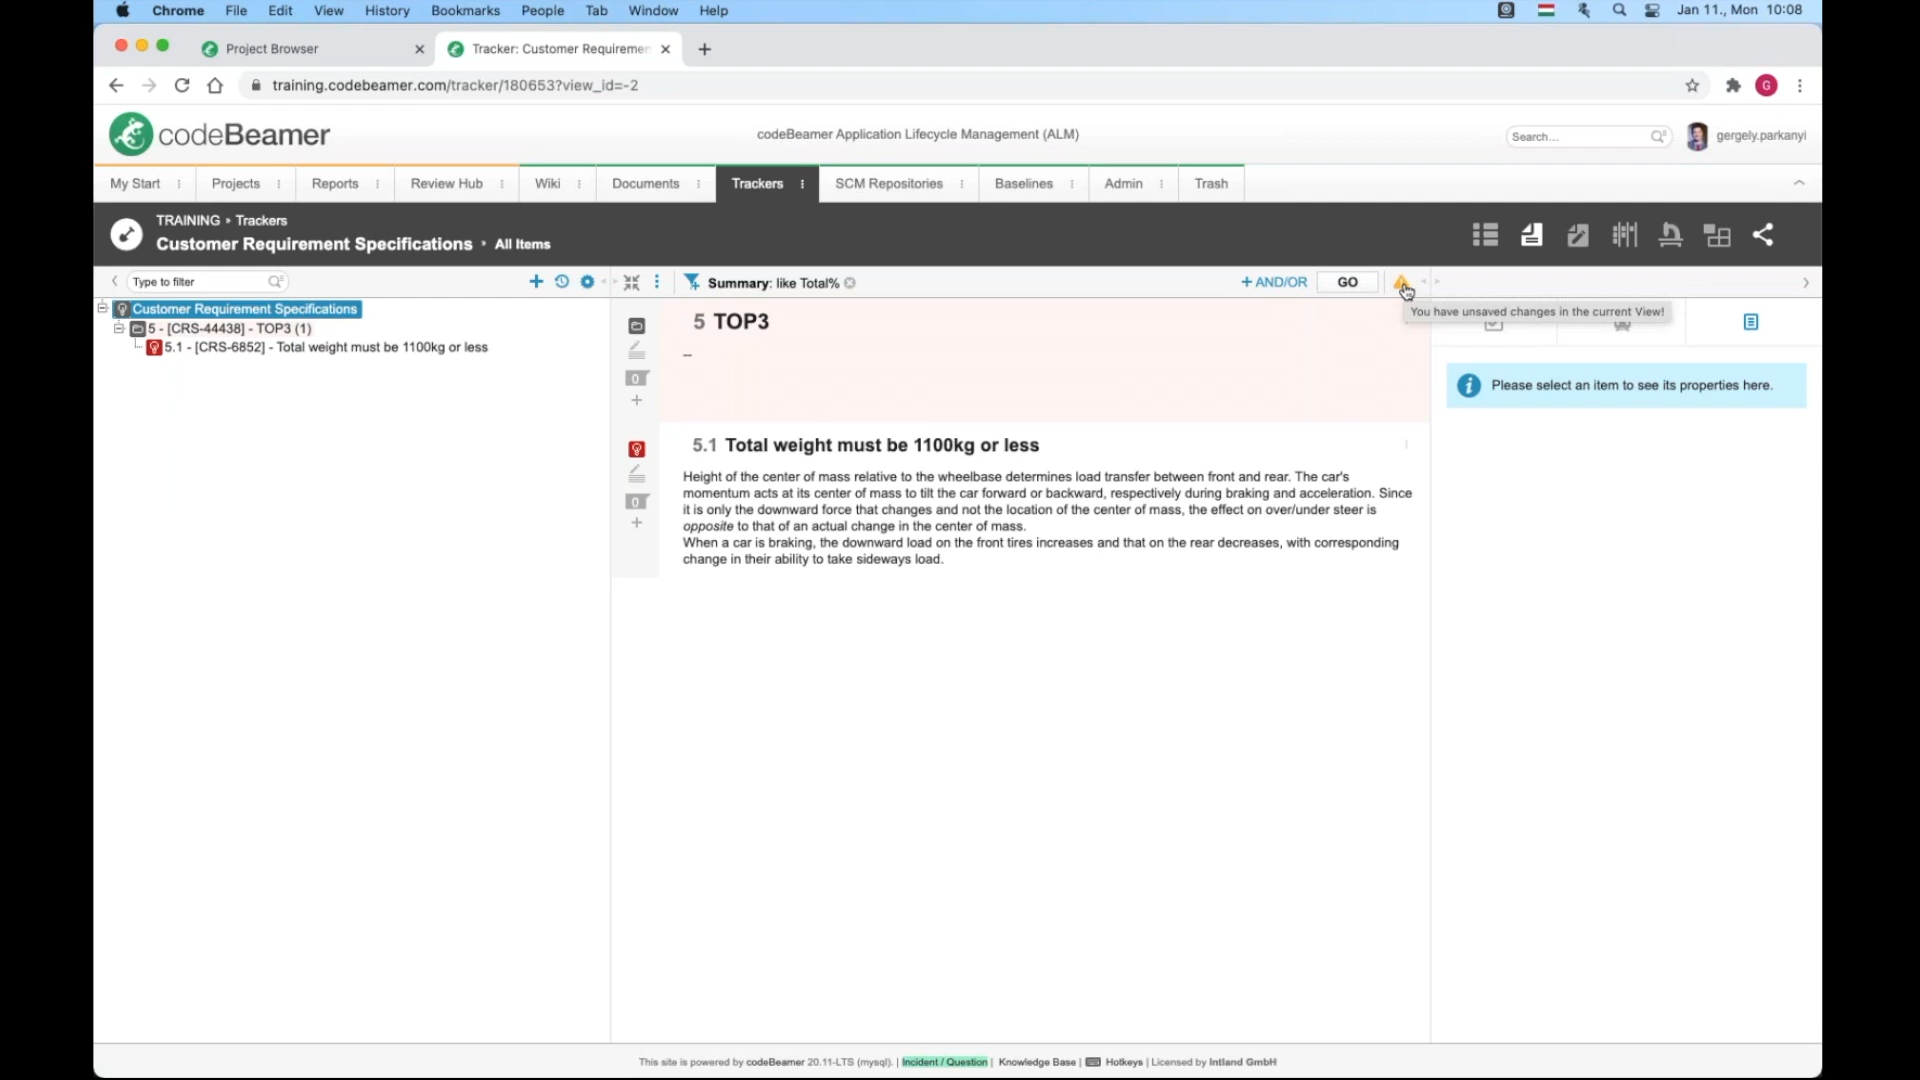 Chrome File Edit View History Bookmarks People Tab Window Help Jan 11., Mon 10:08
Project Browser Tracker: Customer Requiremen
training.codebeamer.com/tracker/180653?view_id=-2 G
codeBeamer codeBeamer Application Lifecycle Management (ALM) Search... gergely.parkanyi
My Start Projects Reports Review Hub Wiki Documents Trackers SCM Repositories Baselines Admin Trash
TRAINING Trackers
Customer Requirement Specifications All Items
Type to filter Summary: like Total% +AND/OR GO
You have unsaved changes in the current View!
Customer Requirement Specifications
5 - [CRS-44438] - TOP3 (1)
5.1 - [CRS-6852] - Total weight must be 1100kg or less
5 TOP3
--
0
5.1 Total weight must be 1100kg or less
Height of the center of mass relative to the wheelbase determines load transfer between front and rear. The car's
momentum acts at its center of mass to tilt the car forward or backward, respectively during braking and acceleration. Since
it is only the downward force that changes and not the location of the center of mass, the effect on over/under steer is
opposite to that of an actual change in the center of mass.
When a car is braking, the downward load on the front tires increases and that on the rear decreases, with corresponding
change in their ability to take sideways load.
0
Please select an item to see its properties here.
This site is powered by codeBeamer 20.11-LTS (mysql). | Incident / Question | Knowledge Base | Hotkeys | Licensed by Intland GmbH